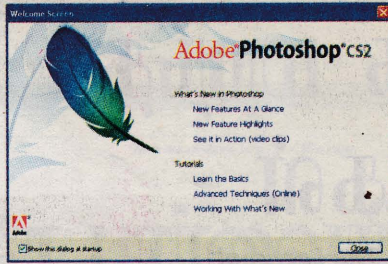 Welcome Screen
Adobe® Photoshop® CS2
What's New in Photoshop
New Features At A Glance
New Feature Highlights
See it in Action (video clips)
Tutorials
Learn the Basics
Advanced Techniques (Online)
Working With What's New
Adobe
Show this dialog at startup
Close